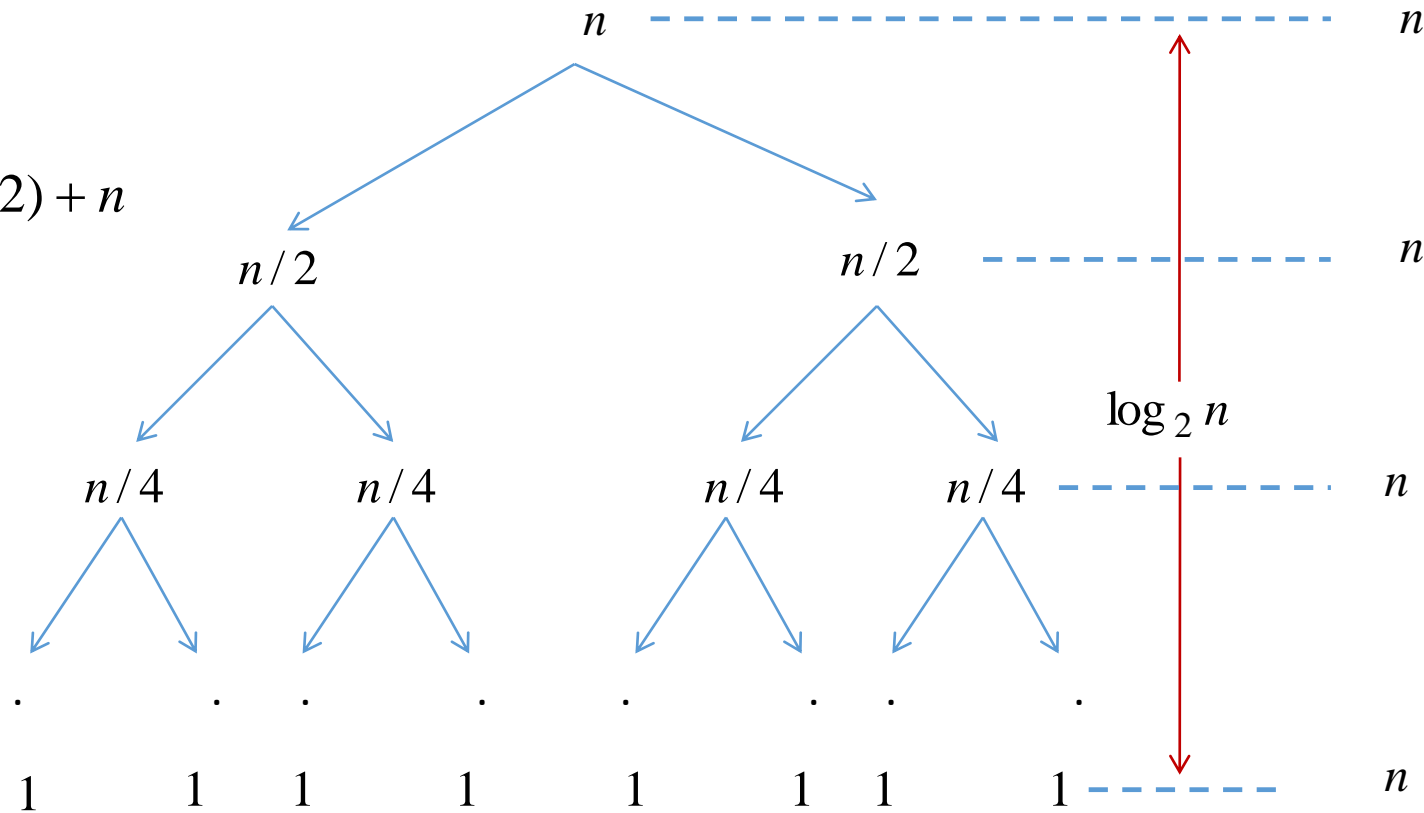 n n
2) + n
n / 2 n / 2 n
log 2 n
n / 4 n / 4 n / 4 n / 4 n
. . . . . . . .
1 1 1 1 1 1 1 1 n